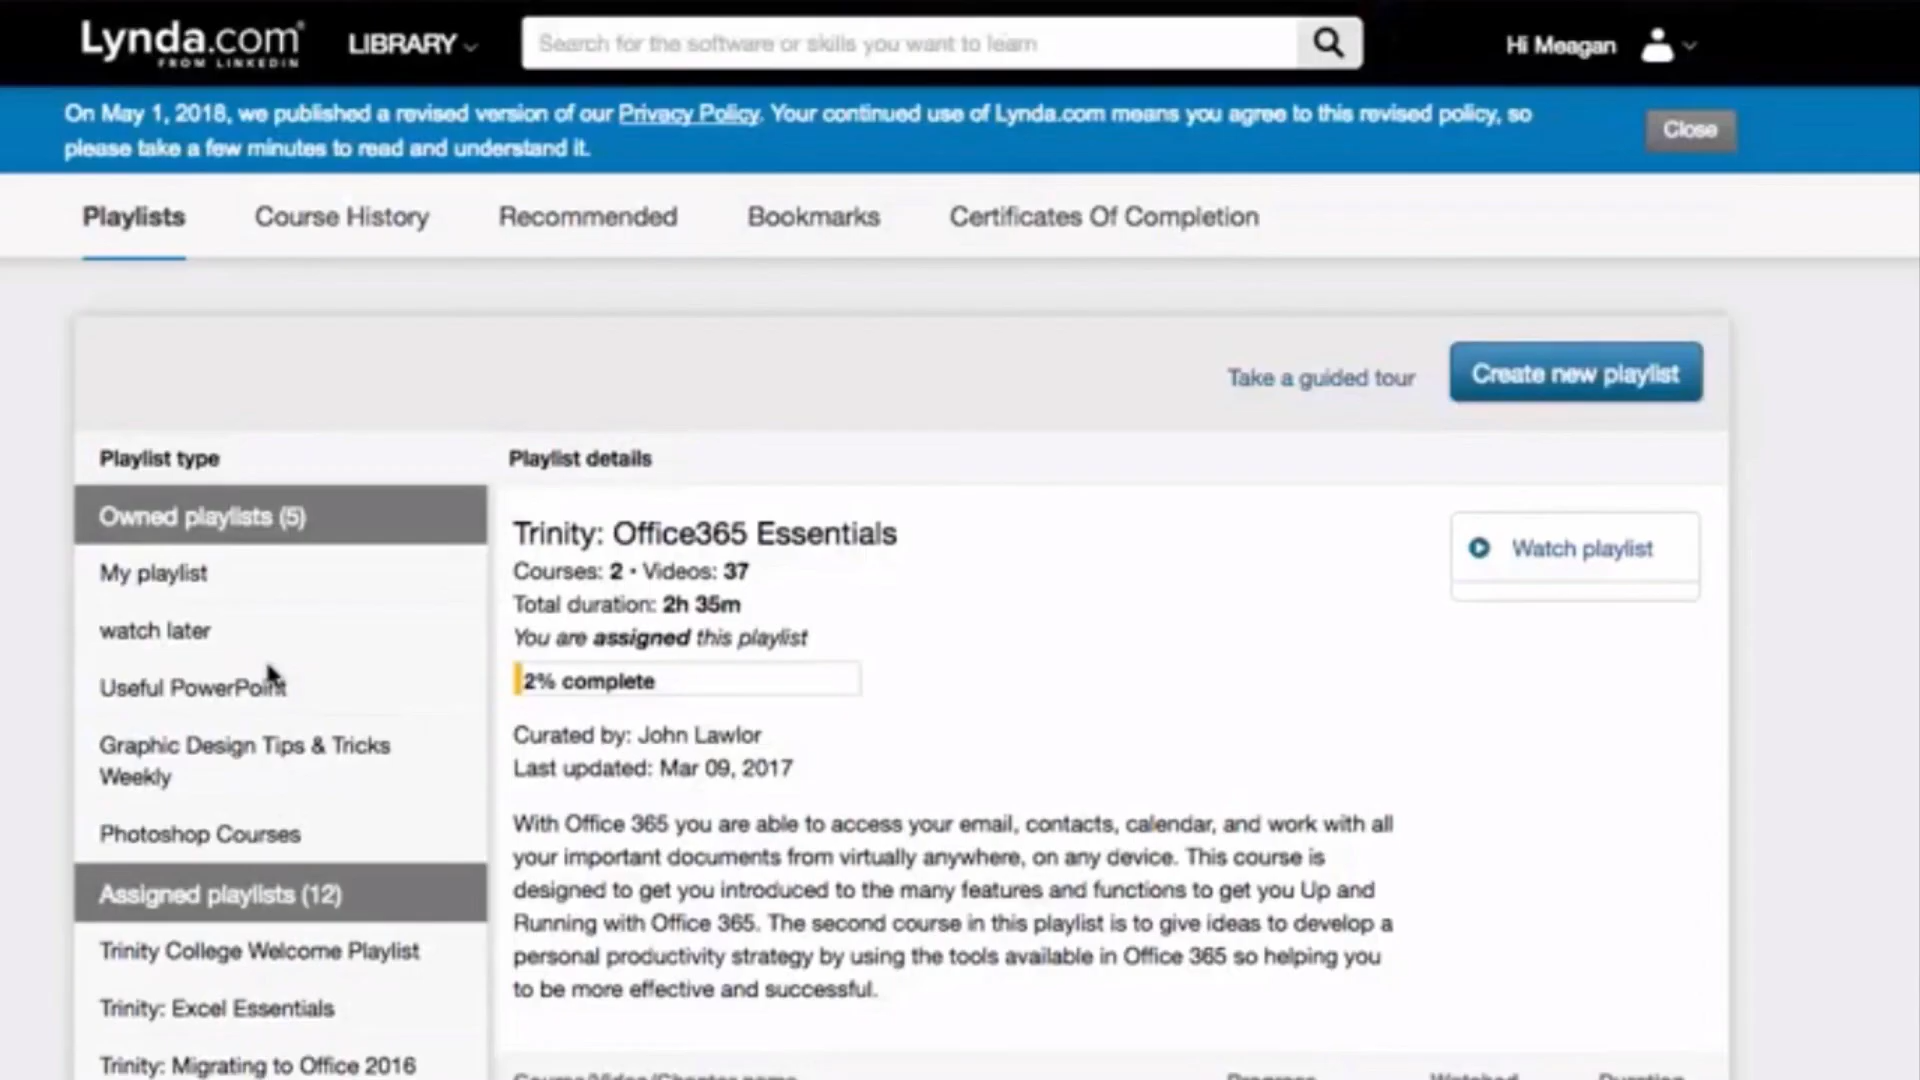 Lynda.com
FROM LINKEDIN
LIBRARY
Search for the software or skills you want to learn
Hi Meagan
On May 1, 2018, we published a revised version of our Privacy Policy. Your continued use of Lynda.com means you agree to this revised policy, so
please take a few minutes to read and understand it.
Close
Playlists
Course History
Recommended
Bookmarks
Certificates Of Completion
Take a guided tour
Create new playlist
Playlist type
Owned playlists (5)
My playlist
watch later
Useful PowerPoint
Graphic Design Tips & Tricks
Weekly
Photoshop Courses
Assigned playlists (12)
Trinity College Welcome Playlist
Trinity: Excel Essentials
Trinity: Migrating to Office 2016
Playlist details
Trinity: Office365 Essentials
Courses: 2 • Videos: 37
Total duration: 2h 35m
You are assigned this playlist
2% complete
Curated by: John Lawlor
Last updated: Mar 09, 2017
With Office 365 you are able to access your email, contacts, calendar, and work with all
your important documents from virtually anywhere, on any device. This course is
designed to get you introduced to the many features and functions to get you Up and
Running with Office 365. The second course in this playlist is to give ideas to develop a
personal productivity strategy by using the tools available in Office 365 so helping you
to be more effective and successful.
Watch playlist
Course/Video/Chapter name
Progress
Watched
Duration